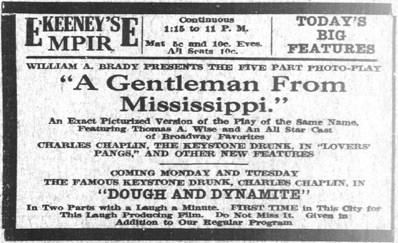 KEENEY'S
EMPIRE
Continuous
1:15 to 11 P. M.
Mat 5c and 10c. Eves.
All Seats 10c.
TODAY'S
BIG
FEATURES
WILLIAM A. BRADY PRESENTS THE FIVE PART PHOTO-PLAY
"A Gentleman From
Mississippi."
An Exact Picturized Version of the Play of the Same Name,
Featuring Thomas A. Wise and An All Star Cast
of Broadway Favorites
CHARLES CHAPLIN, THE KEYSTONE DRUNK, IN "LOVERS'
PANGS," AND OTHER NEW FEATURES
COMING MONDAY AND TUESDAY
THE FAMOUS KEYSTONE DRUNK, CHARLES CHAPLIN, IN
"DOUGH AND DYNAMITE"
In Two Parts with a Laugh a Minute. FIRST TIME in This City for
This Laugh Producing Film. Do Not Miss It. Given in
Addition to Our Regular Program